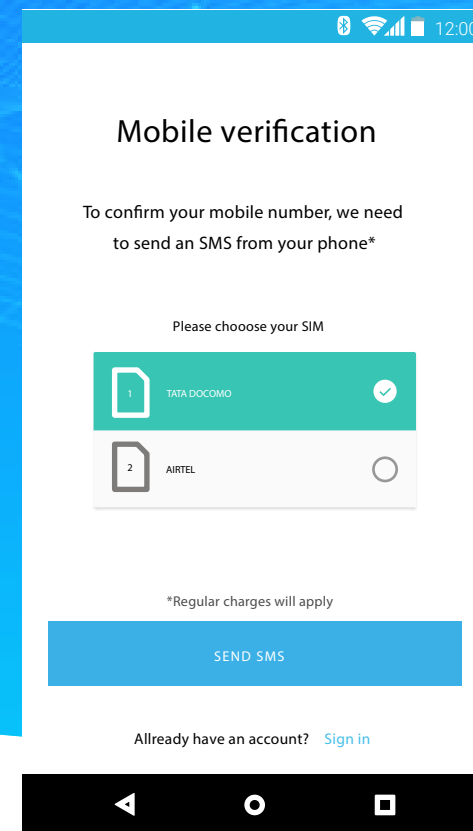 12:00
Mobile verification
To confirm your mobile number, we need
to send an SMS from your phone*
Please chooose your SIM
1 TATA DOCOMO
2 AIRTEL
*Regular charges will apply
SEND SMS
Allready have an account? Sign in